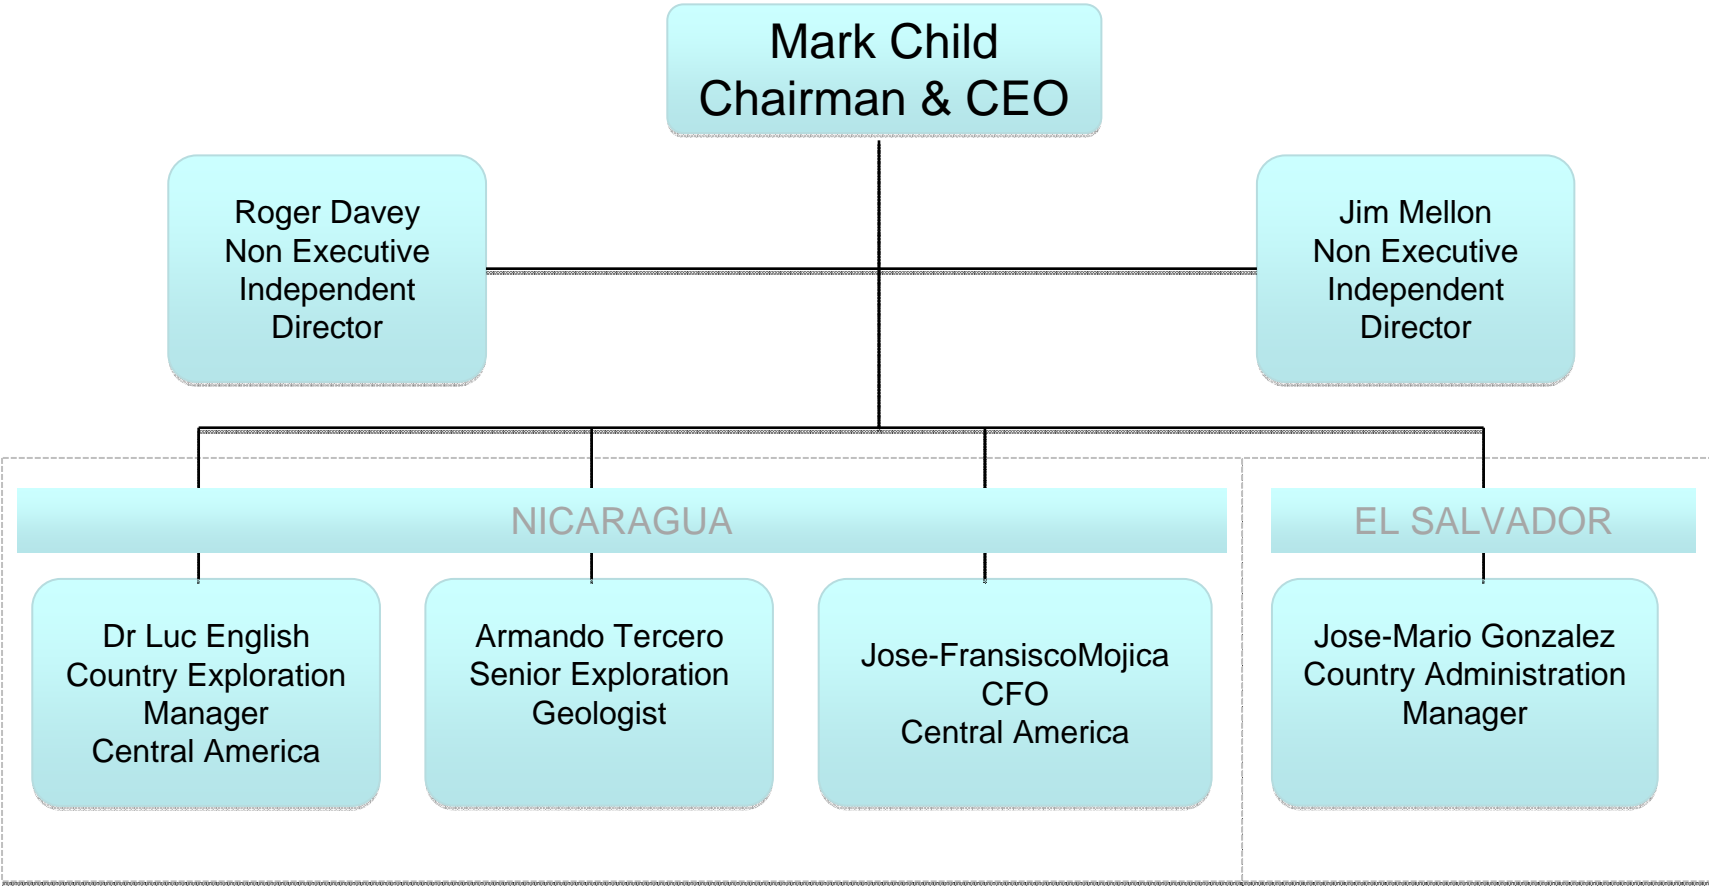 Mark Child
Chairman & CEO
Roger Davey
Non Executive
Independent
Director
Jim Mellon
Non Executive
Independent
Director
NICARAGUA
EL SALVADOR
Dr Luc English
Country Exploration
Manager
Central America
Armando Tercero
Senior Exploration
Geologist
Jose-FransiscoMojica
CFO
Central America
Jose-Mario Gonzalez
Country Administration
Manager